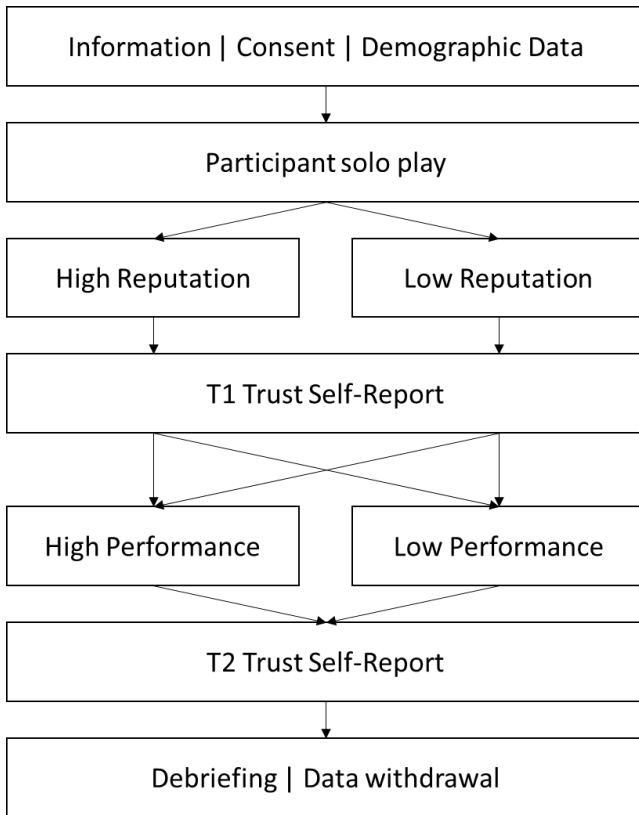 Information | Consent | Demographic Data
Participant solo play
High Reputation
Low Reputation
T1 Trust Self-Report
High Performance
Low Performance
T2 Trust Self-Report
Debriefing | Data withdrawal